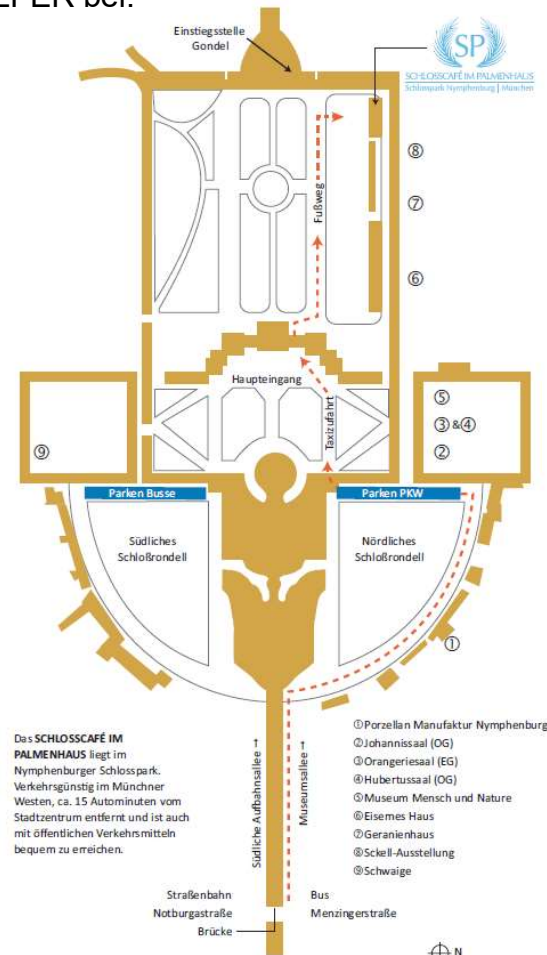 Einstiegsstelle
Gondel
SP
SCHLOSSCAFÉ IM PALMENHAUS
Schlosspark Nymphenburg | München
⑧
Fußweg
⑦
⑥
Haupteingang
Taxizufahrt
⑤
③ &④
②
⑨
Parken Busse
Parken PKW
Südliches
Schloßrondell
Nördliches
Schloßrondell
①
Das SCHLOSSCAFÉ IM
PALMENHAUS liegt im
Nymphenburger Schlosspark.
Verkehrsgünstig im Münchner
Westen, ca. 15 Autominuten vom
Stadtzentrum entfernt und ist auch
mit öffentlichen Verkehrsmitteln
bequem zu erreichen.
Südliche Auffahrtsallee →
Museumsallee →
①Porzellan Manufaktur Nymphenburg
②Johannissaal (OG)
③Orangeriesaal (EG)
④Hubertussaal (OG)
⑤Museum Mensch und Nature
⑥Eisernes Haus
⑦Geranienhaus
⑧Sckell-Ausstellung
⑨Schwaige
Straßenbahn
Notburgastraße
Brücke
Bus
Menzingerstraße
N